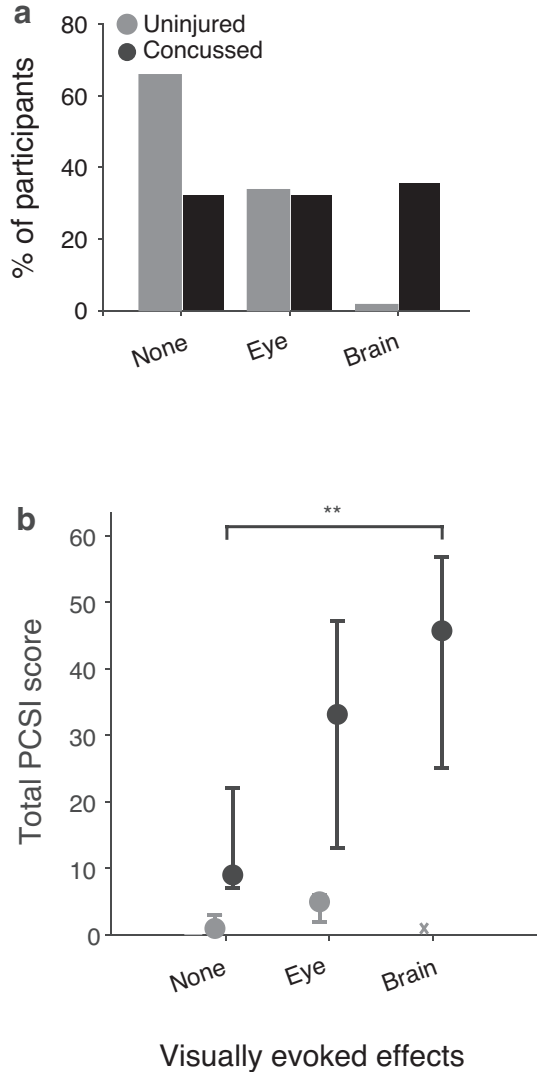 a
Uninjured
Concussed
% of participants
80
60
40
20
0
None
Eye
Brain
b
**
Total PCSI score
60
50
40
30
20
10
0
x
None
Eye
Brain
Visually evoked effects